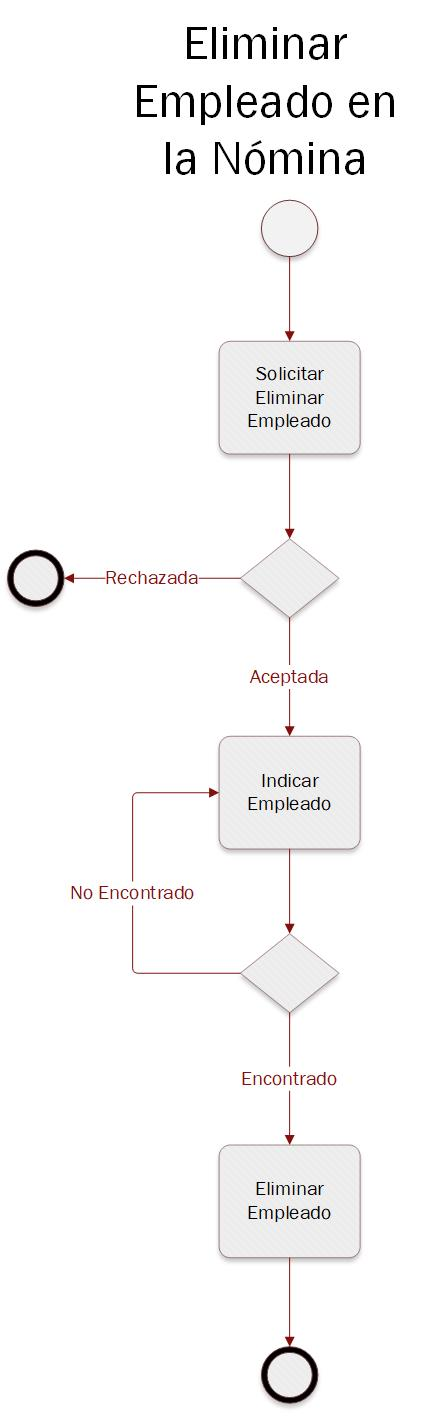 Eliminar
Empleado en
la Nómina
Solicitar
Eliminar
Empleado
Rechazada
Aceptada
Indicar
Empleado
No Encontrado
Encontrado
Eliminar
Empleado